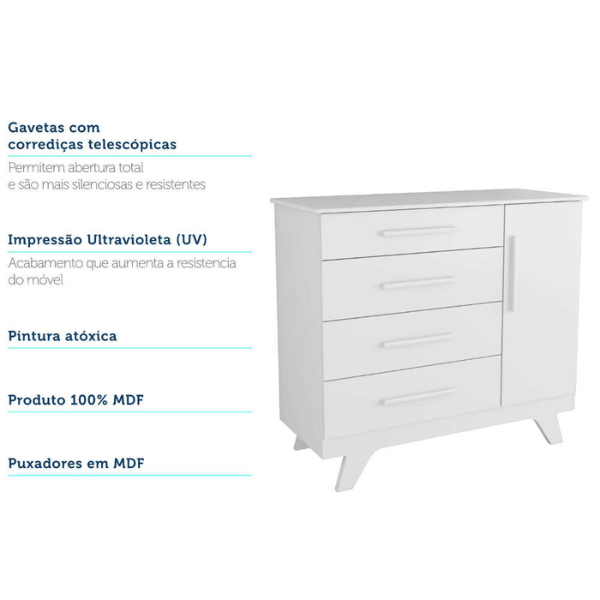 Gavetas com
corrediças telescópicas
Permitem abertura total
e são mais silenciosas e resistentes
Impressão Ultravioleta (UV)
Acabamento que aumenta a resistencia
do móvel
Pintura atóxica
Produto 100% MDF
Puxadores em MDF